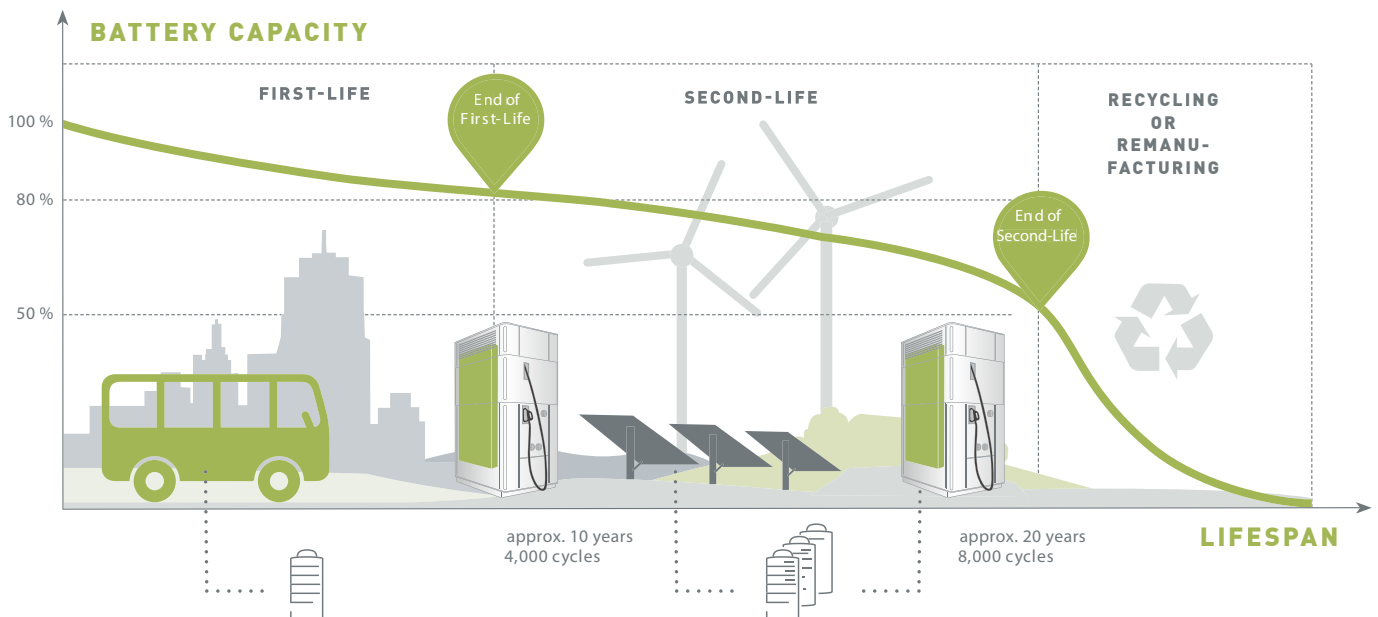 BATTERY CAPACITY
FIRST-LIFE
End of
First-Life
SECOND-LIFE
RECYCLING
OR
REMANU-
FACTURING
100 %
80 %
End of
Second-Life
50 %
approx. 10 years
4,000 cycles
approx. 20 years
8,000 cycles
LIFESPAN